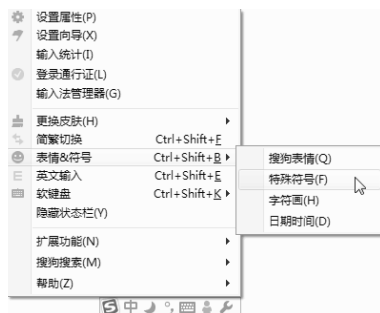 设置属性(P)
设置向导(X)
输入统计(I)
登录通行证(L)
输入法管理器(G)
更换皮肤(H)
简繁切换 Ctrl+Shift+F
表情&符号 Ctrl+Shift+B
英文输入 Ctrl+Shift+E
软键盘 Ctrl+Shift+K
隐藏状态栏(Y)
扩展功能(N)
搜狗搜索(M)
帮助(Z)
搜狗表情(Q)
特殊符号(F)
字符画(H)
日期时间(D)
S 中